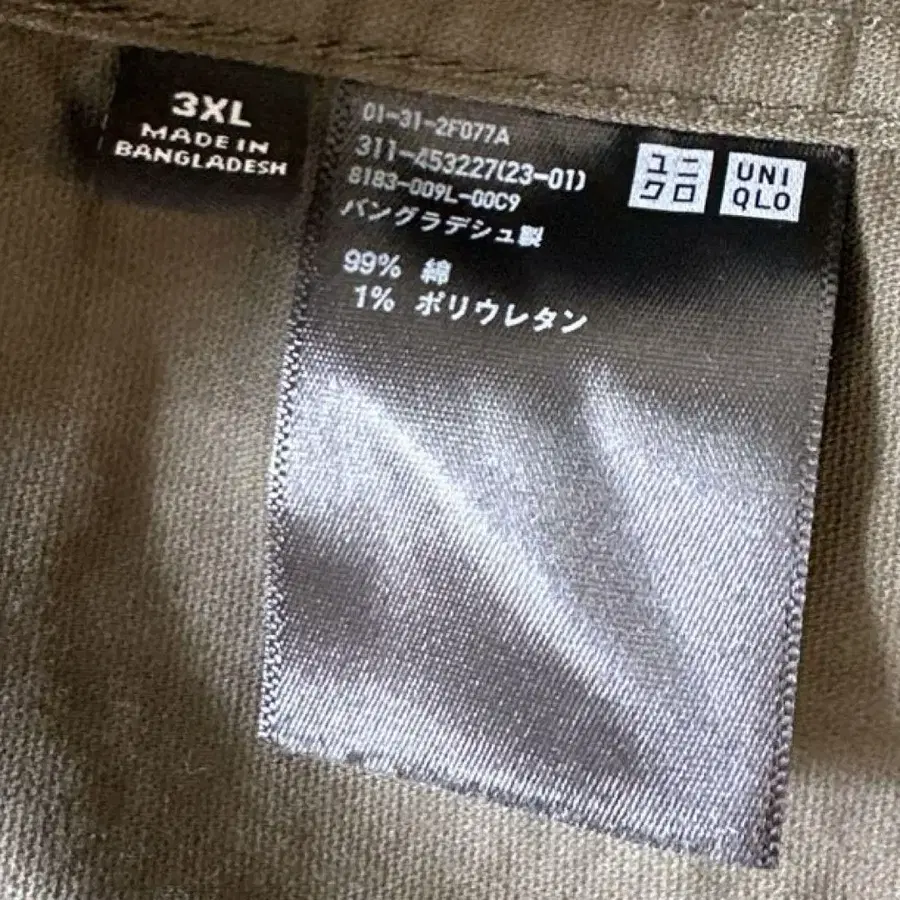 3XL
MADE IN
BANGLADESH
01-31-2F077A
311-453227(23-01)
8183-009L-00C9
バングラデシュ製
99% 綿
1% ポリウレタン
ユニ
クロ
UNI
QLO